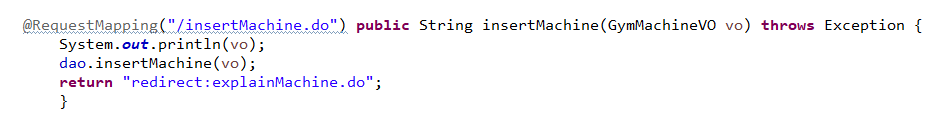 @RequestMapping("/insertMachine.do") public String insertMachine(GymMachineVO vo) throws Exception {
System.out.println(vo);
dao.insertMachine(vo);
return "redirect:explainMachine.do";
}